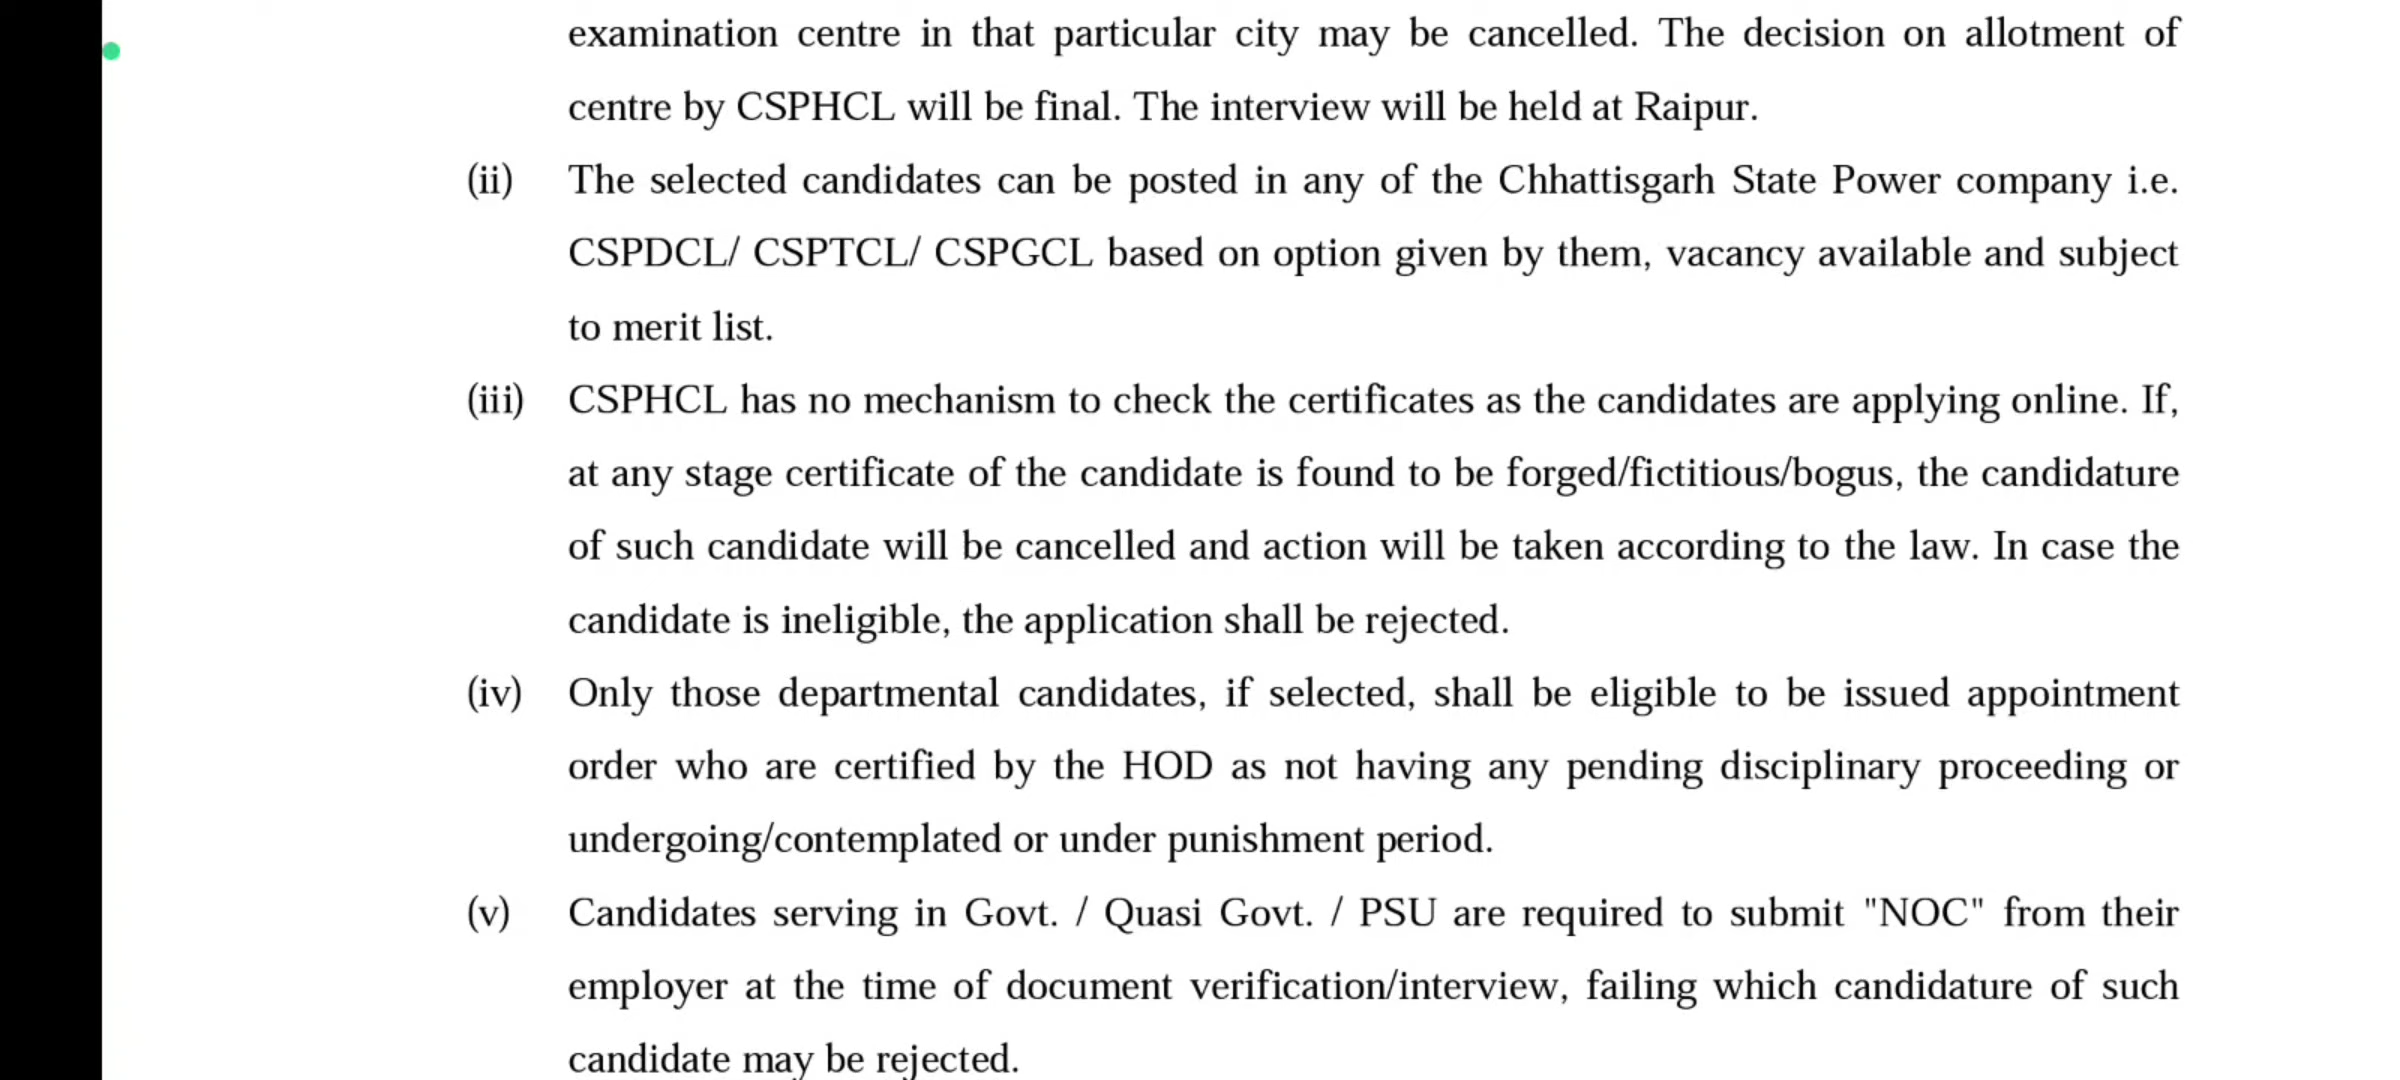 examination centre in that particular city may be cancelled. The decision on allotment of
centre by CSPHCL will be final. The interview will be held at Raipur.
(ii) The selected candidates can be posted in any of the Chhattisgarh State Power company i.e.
CSPDCL/ CSPTCL/ CSPGCL based on option given by them, vacancy available and subject
to merit list.
(iii) CSPHCL has no mechanism to check the certificates as the candidates are applying online. If,
at any stage certificate of the candidate is found to be forged/fictitious/bogus, the candidature
of such candidate will be cancelled and action will be taken according to the law. In case the
candidate is ineligible, the application shall be rejected.
(iv) Only those departmental candidates, if selected, shall be eligible to be issued appointment
order who are certified by the HOD as not having any pending disciplinary proceeding or
undergoing/contemplated or under punishment period.
(v) Candidates serving in Govt. / Quasi Govt. / PSU are required to submit "NOC" from their
employer at the time of document verification/interview, failing which candidature of such
candidate may be rejected.